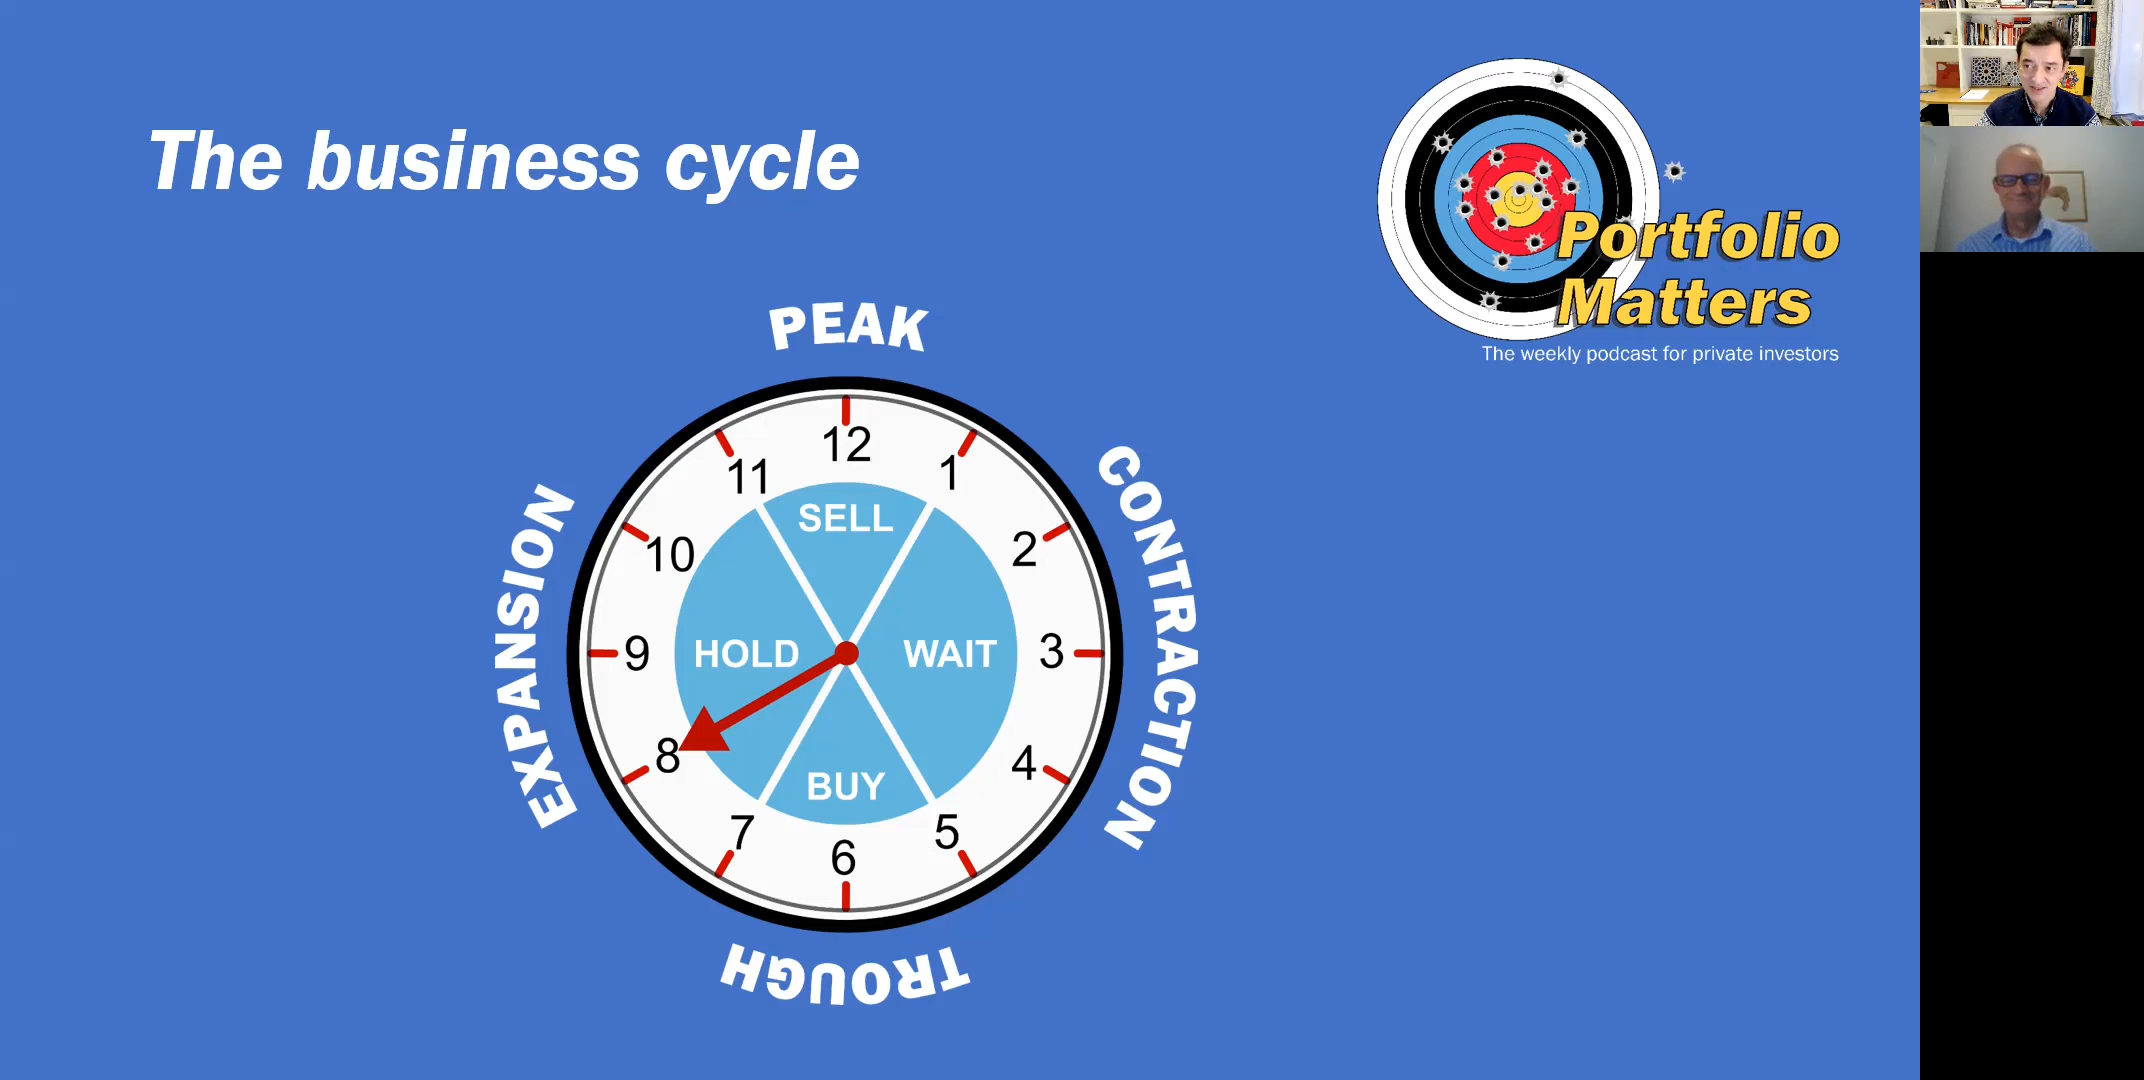 The business cycle
Portfolio
Matters
The weekly podcast for private investors
PEAK
CONTRACTION
TROUGH
EXPANSION
12
1
2
3
4
5
6
7
8
9
10
11
SELL
WAIT
BUY
HOLD